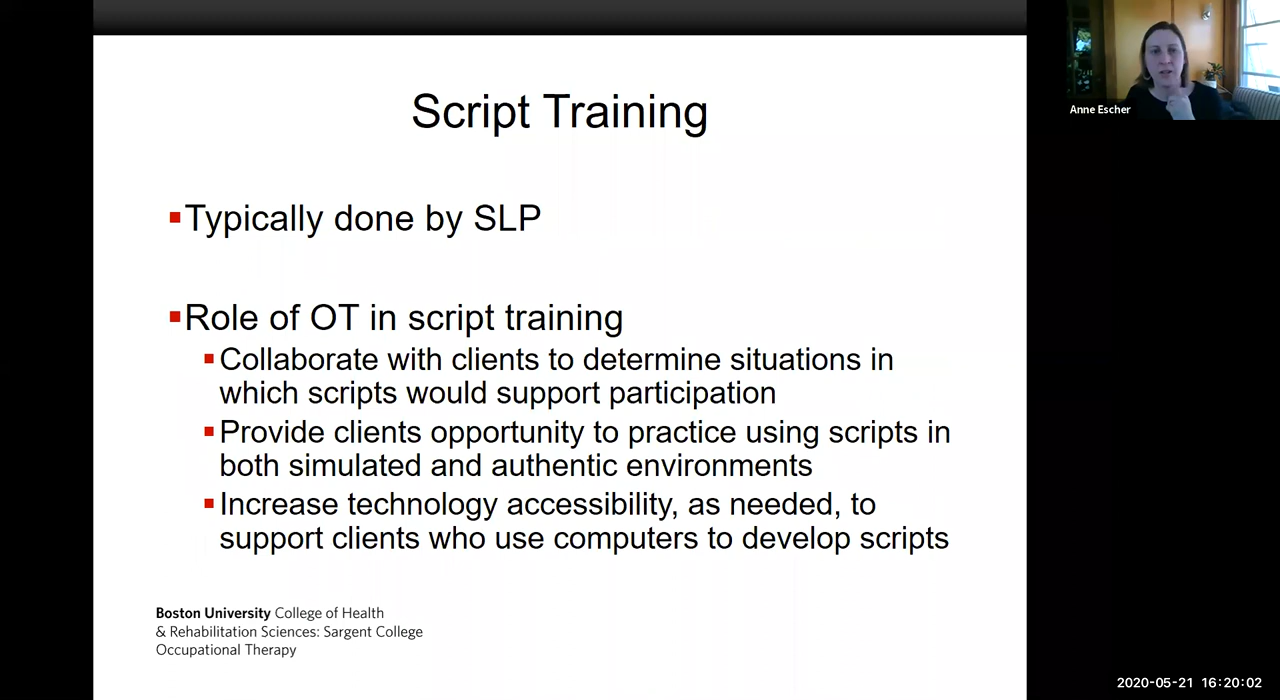 Script Training
Typically done by SLP
Role of OT in script training
Collaborate with clients to determine situations in
which scripts would support participation
Provide clients opportunity to practice using scripts in
both simulated and authentic environments
Increase technology accessibility, as needed, to
support clients who use computers to develop scripts
Boston University College of Health
& Rehabilitation Sciences: Sargent College
Occupational Therapy
Anne Escher
2020-05-21 16:20:02